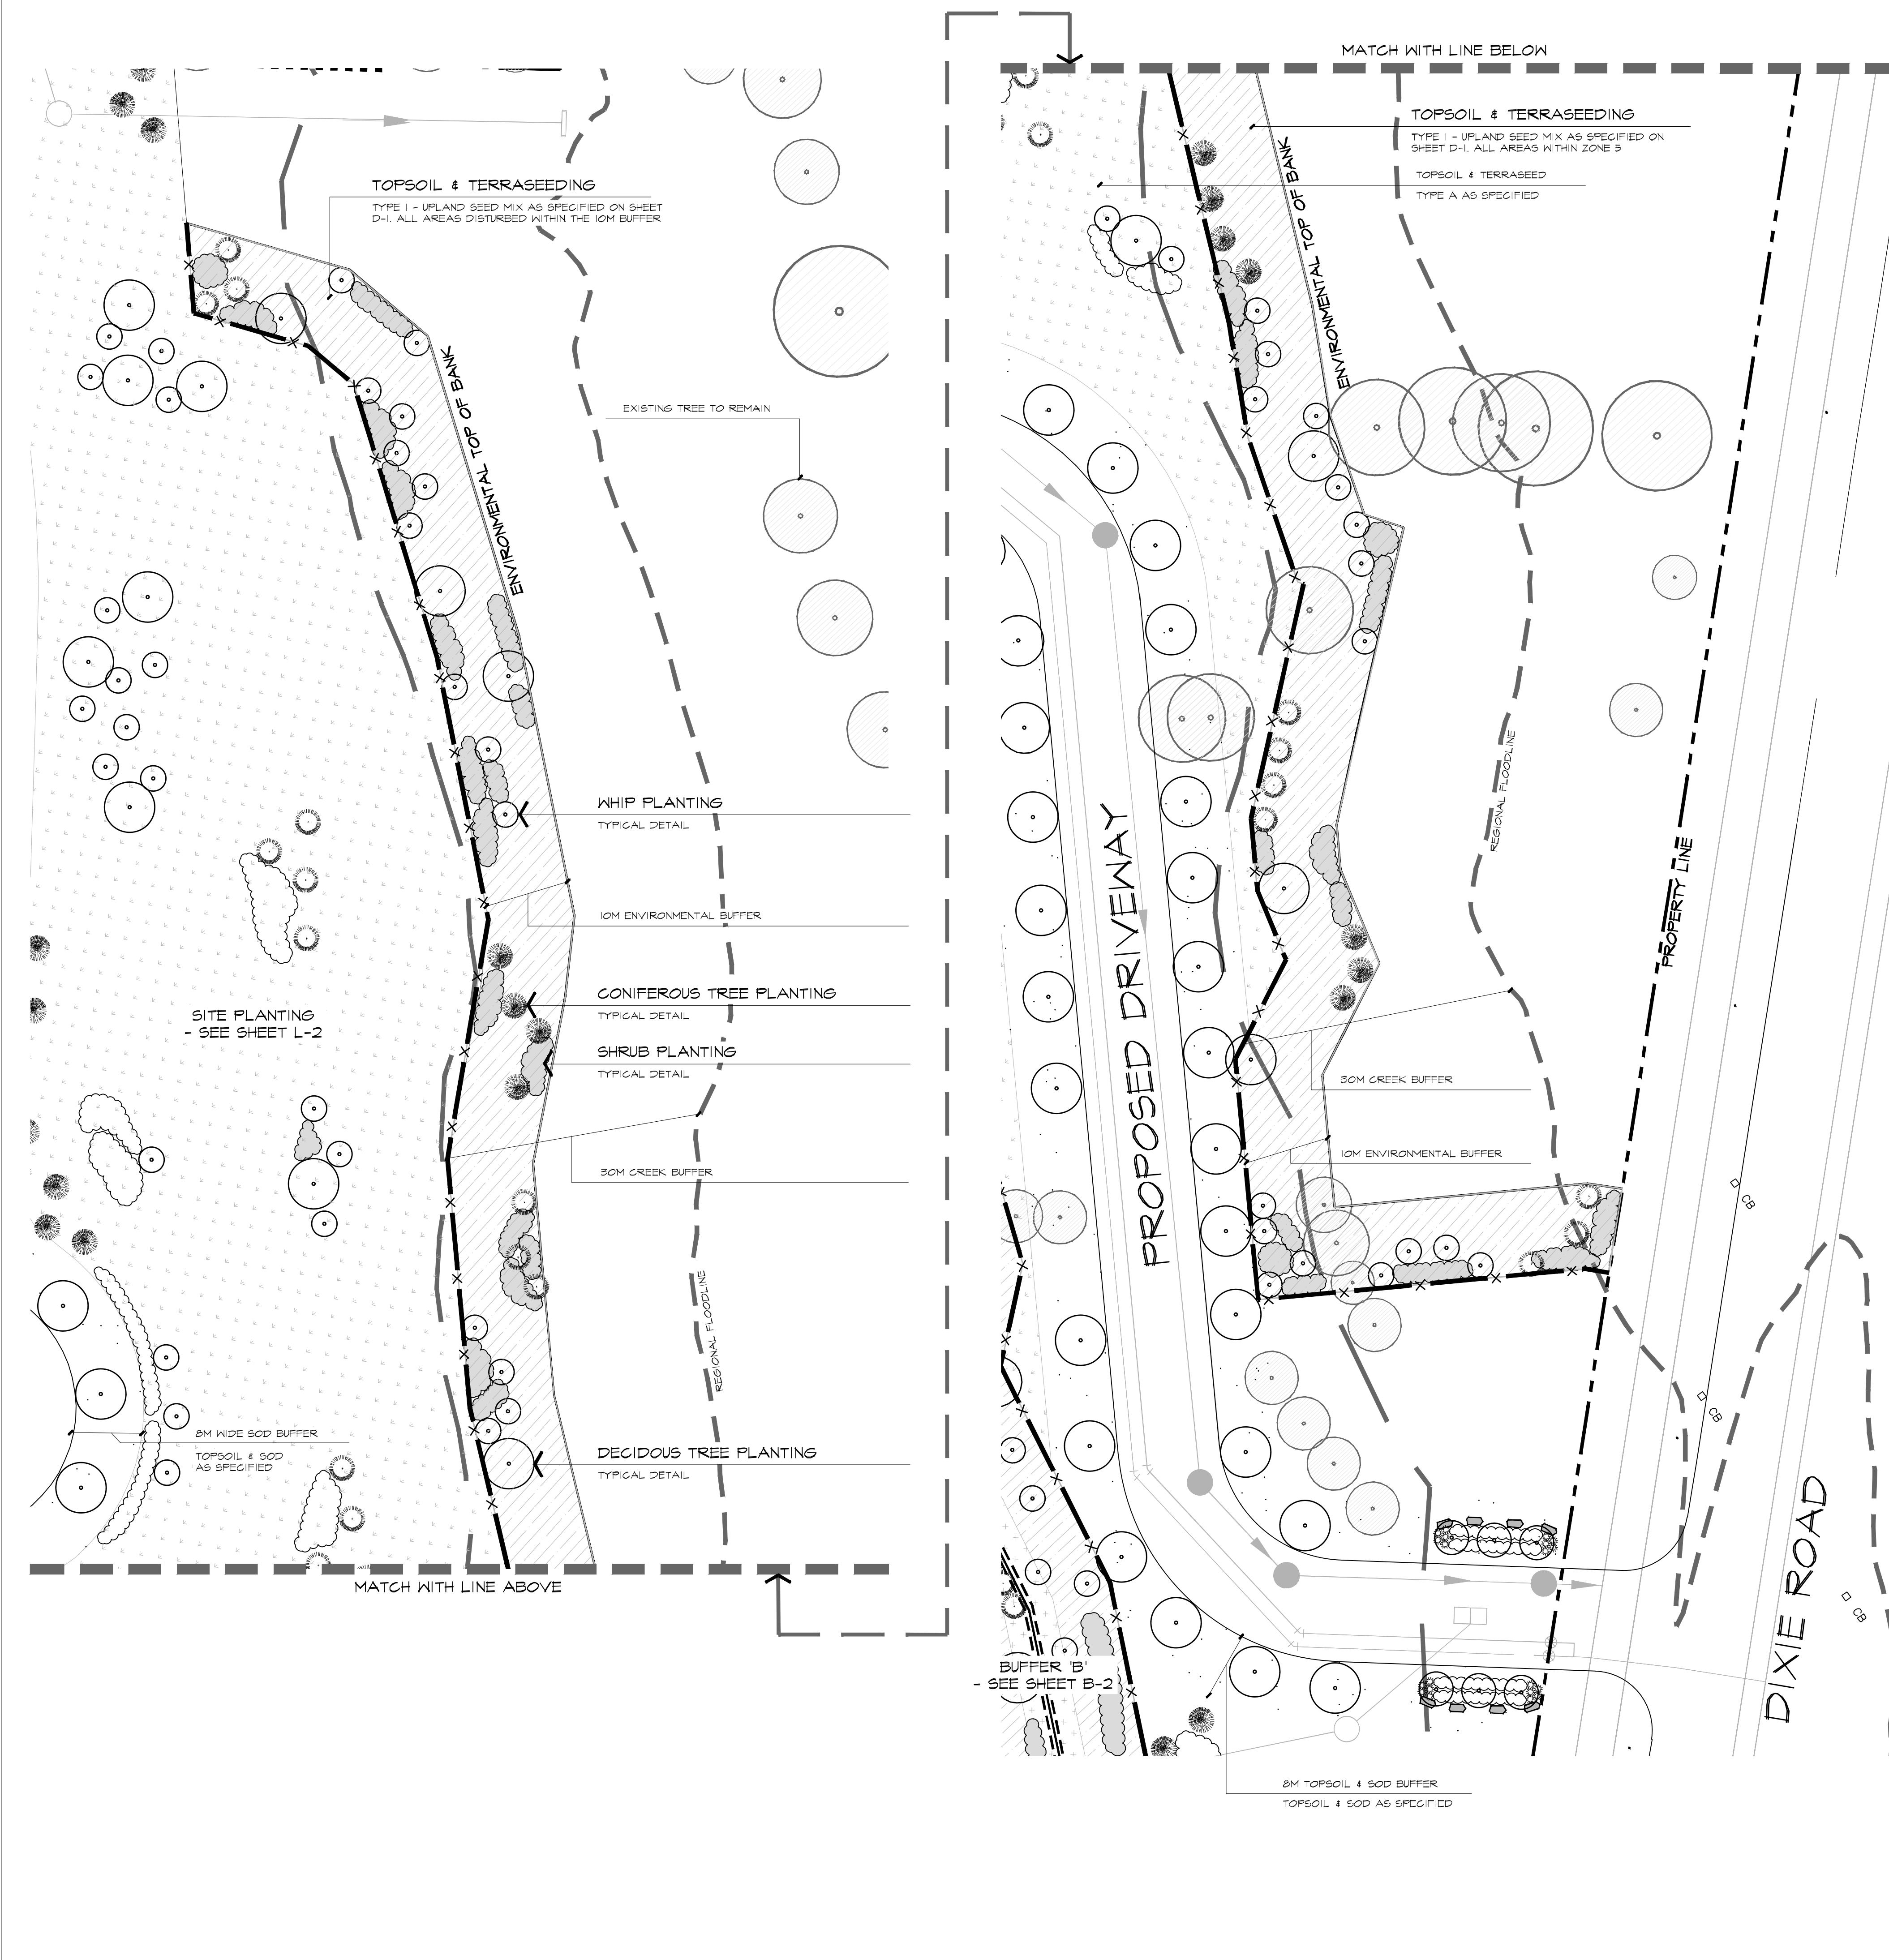 TOPSOIL & TERRASEEDING
TYPE 1 - UPLAND SEED MIX AS SPECIFIED ON SHEET
D-1. ALL AREAS DISTURBED WITHIN THE 10M BUFFER
ENVIRONMENTAL TOP OF BANK
EXISTING TREE TO REMAIN
WHIP PLANTING
TYPICAL DETAIL
10M ENVIRONMENTAL BUFFER
CONIFEROUS TREE PLANTING
TYPICAL DETAIL
SITE PLANTING
- SEE SHEET L-2
SHRUB PLANTING
TYPICAL DETAIL
30M CREEK BUFFER
REGIONAL FLOODLINE
8M WIDE SOD BUFFER
TOPSOIL & SOD
AS SPECIFIED
DECIDOUS TREE PLANTING
TYPICAL DETAIL
MATCH WITH LINE ABOVE
MATCH WITH LINE BELOW
TOPSOIL & TERRASEEDING
TYPE 1 - UPLAND SEED MIX AS SPECIFIED ON
SHEET D-1. ALL AREAS WITHIN ZONE 5
TOPSOIL & TERRASEED
TYPE A AS SPECIFIED
ENVIRONMENTAL TOP OF BANK
REGIONAL FLOODLINE
PROPERTY LINE
PROPOSED DRIVEWAY
30M CREEK BUFFER
10M ENVIRONMENTAL BUFFER
CB
CB
CB
DIXIE ROAD
BUFFER 'B'
- SEE SHEET B-2
8M TOPSOIL & SOD BUFFER
TOPSOIL & SOD AS SPECIFIED